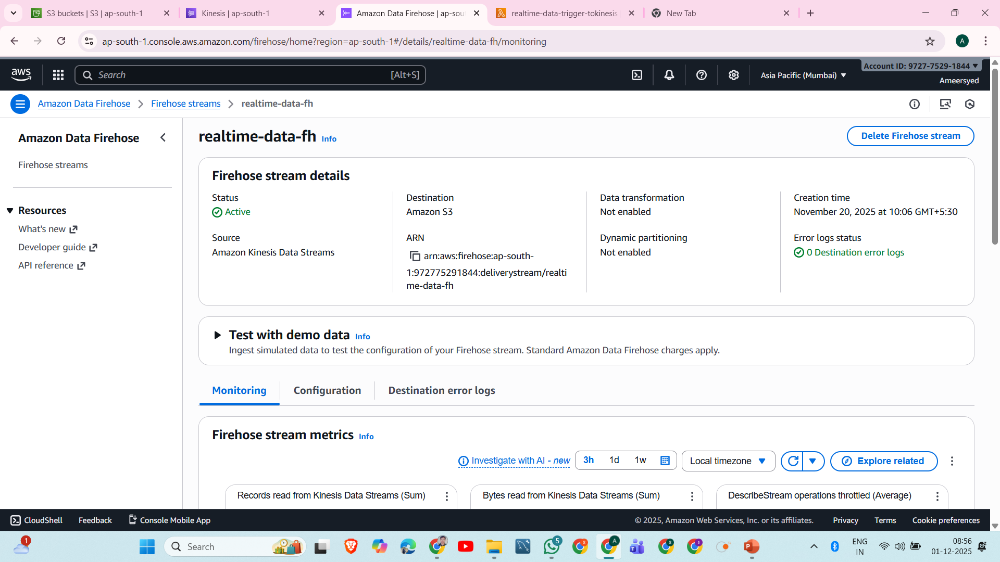 S3 buckets | S3 | ap-south-1
Kinesis | ap-south-1
Amazon Data Firehose | ap-sou
realtime-data-trigger-tokinesis
New Tab
ap-south-1.console.aws.amazon.com/firehose/home?region=ap-south-1#/details/realtime-data-fh/monitoring
A
aws
Search
[Alt+S]
Asia Pacific (Mumbai)
Account ID: 9727-7529-1844
Ameersyed
Amazon Data Firehose
Firehose streams
realtime-data-fh
Amazon Data Firehose
Firehose streams
Resources
What's new
Developer guide
API reference
realtime-data-fh Info
Delete Firehose stream
Firehose stream details
Status
Active
Source
Amazon Kinesis Data Streams
Destination
Amazon S3
ARN
arn:aws:firehose:ap-south-
1:972775291844:deliverystream/realti
me-data-fh
Data transformation
Not enabled
Dynamic partitioning
Not enabled
Creation time
November 20, 2025 at 10:06 GMT+5:30
Error logs status
0 Destination error logs
Test with demo data Info
Ingest simulated data to test the configuration of your Firehose stream. Standard Amazon Data Firehose charges apply.
Monitoring
Configuration
Destination error logs
Firehose stream metrics Info
Investigate with AI - new
3h
1d
1w
Local timezone
Explore related
Records read from Kinesis Data Streams (Sum)
Bytes read from Kinesis Data Streams (Sum)
DescribeStream operations throttled (Average)
CloudShell
Feedback
Console Mobile App
© 2025, Amazon Web Services, Inc. or its affiliates.
Privacy
Terms
Cookie preferences
1
Search
5
S
A
T
S
S
P
ENG
IN
08:56
01-12-2025